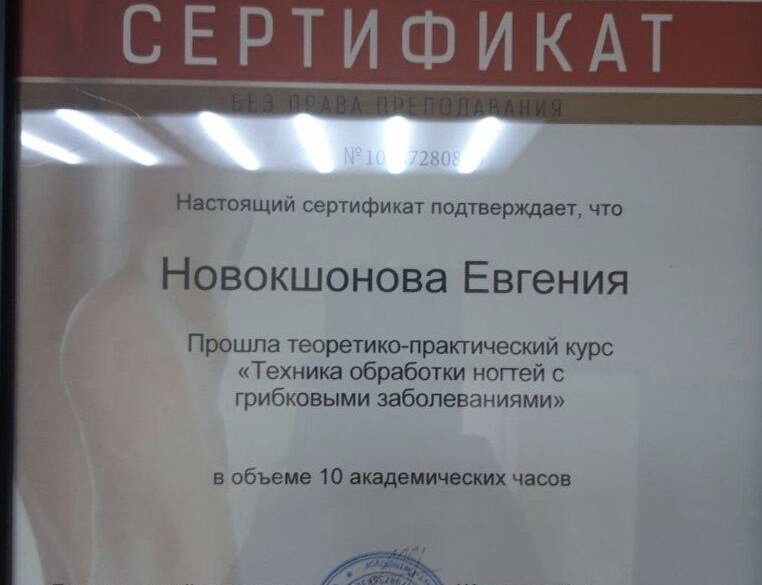 СЕРТИФИКАТ
БЕЗ ПРАВА ПРЕПОДАВАНИЯ
Настоящий сертификат подтверждает, что
Новокшонова Евгения
Прошла теоретико-практический курс
«Техника обработки ногтей с
грибковыми заболеваниями»
в объеме 10 академических часов